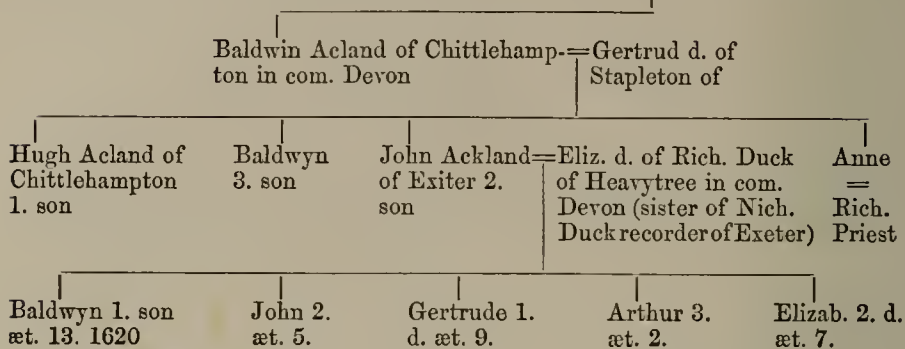 Baldwin Acland of Chittlehamp-=Gertrud d. of
ton in com. Devon
Stapleton of
Hugh Acland of
Chittlehampton
1. son
Baldwyn
3. son
John Ackland=Eliz. d. of Rich. Duck
of Exiter 2.
son
of Heavytree in com.
Devon (sister of Nich.
Duck recorder of Exeter)
Anne
=
Rich.
Priest
Baldwyn 1. son
æt. 13. 1620
John 2.
æt. 5.
Gertrude 1.
d. æt. 9.
Arthur 3.
æt. 2.
Elizab. 2. d.
æt. 7.